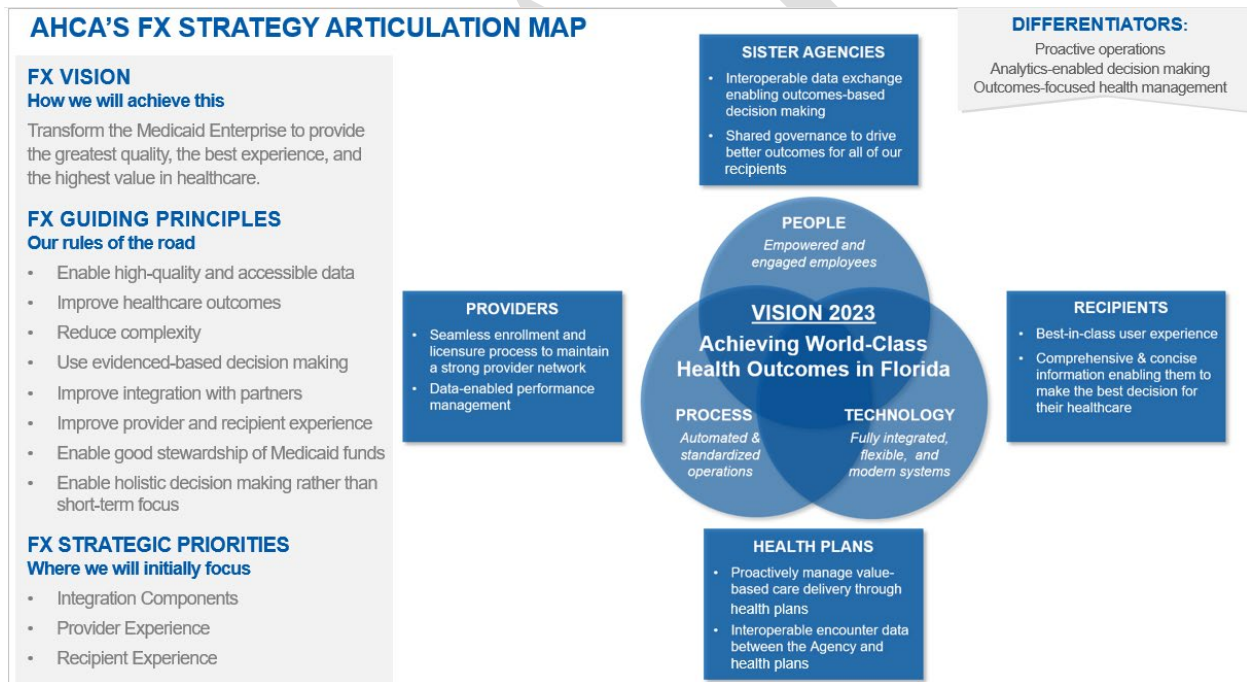 AHCA'S FX STRATEGY ARTICULATION MAP
FX VISION
How we will achieve this
Transform the Medicaid Enterprise to provide
the greatest quality, the best experience, and
the highest value in healthcare.
FX GUIDING PRINCIPLES
Our rules of the road
• Enable high-quality and accessible data
• Improve healthcare outcomes
• Reduce complexity
• Use evidenced-based decision making
• Improve integration with partners
• Improve provider and recipient experience
• Enable good stewardship of Medicaid funds
• Enable holistic decision making rather than
short-term focus
FX STRATEGIC PRIORITIES
Where we will initially focus
• Integration Components
• Provider Experience
• Recipient Experience
SISTER AGENCIES
• Interoperable data exchange
enabling outcomes-based
decision making
• Shared governance to drive
better outcomes for all of our
recipients
DIFFERENTIATORS:
Proactive operations
Analytics-enabled decision making
Outcomes-focused health management
PROVIDERS
• Seamless enrollment and
licensure process to maintain
a strong provider network
• Data-enabled performance
management
PEOPLE
Empowered and
engaged employees
VISION 2023
Achieving World-Class
Health Outcomes in Florida
PROCESS
Automated &
standardized
operations
TECHNOLOGY
Fully integrated,
flexible, and
modern systems
RECIPIENTS
• Best-in-class user experience
• Comprehensive & concise
information enabling them to
make the best decision for
their healthcare
HEALTH PLANS
• Proactively manage value-
based care delivery through
health plans
• Interoperable encounter data
between the Agency and
health plans